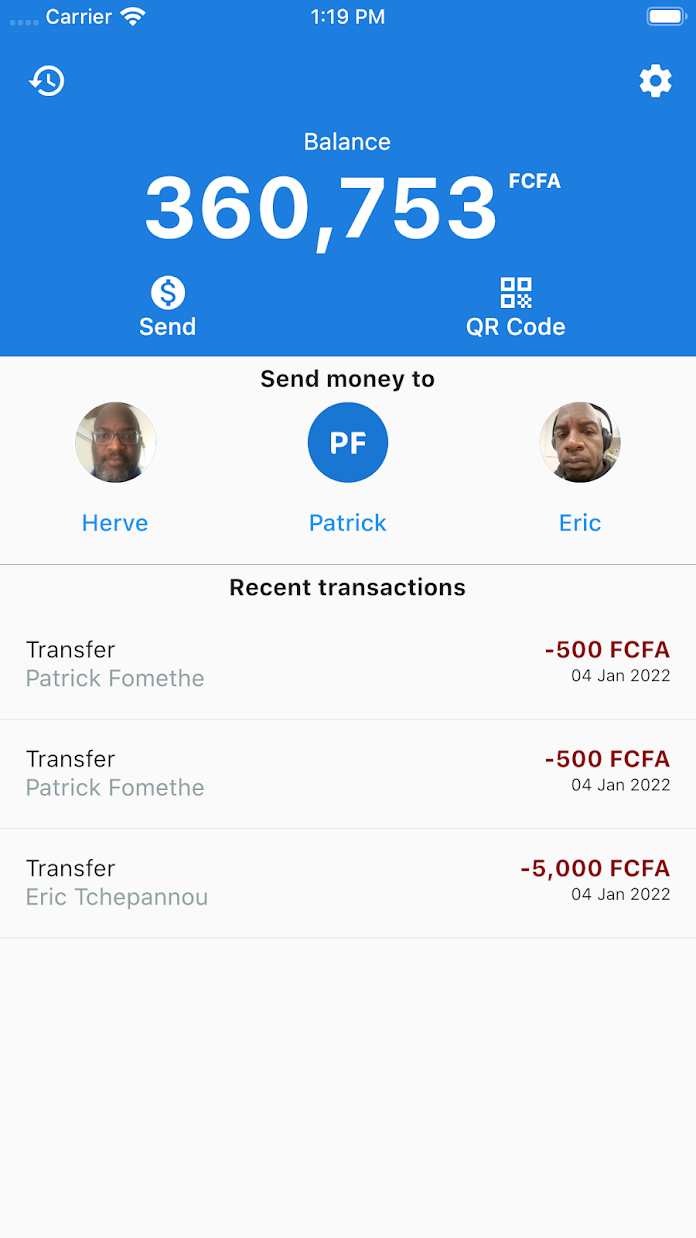 Carrier 1:19 PM
Balance
360,753 FCFA
Send QR Code
Send money to
PF
Herve Patrick Eric
Recent transactions
Transfer -500 FCFA
Patrick Fomethe 04 Jan 2022
Transfer -500 FCFA
Patrick Fomethe 04 Jan 2022
Transfer -5,000 FCFA
Eric Tchepannou 04 Jan 2022